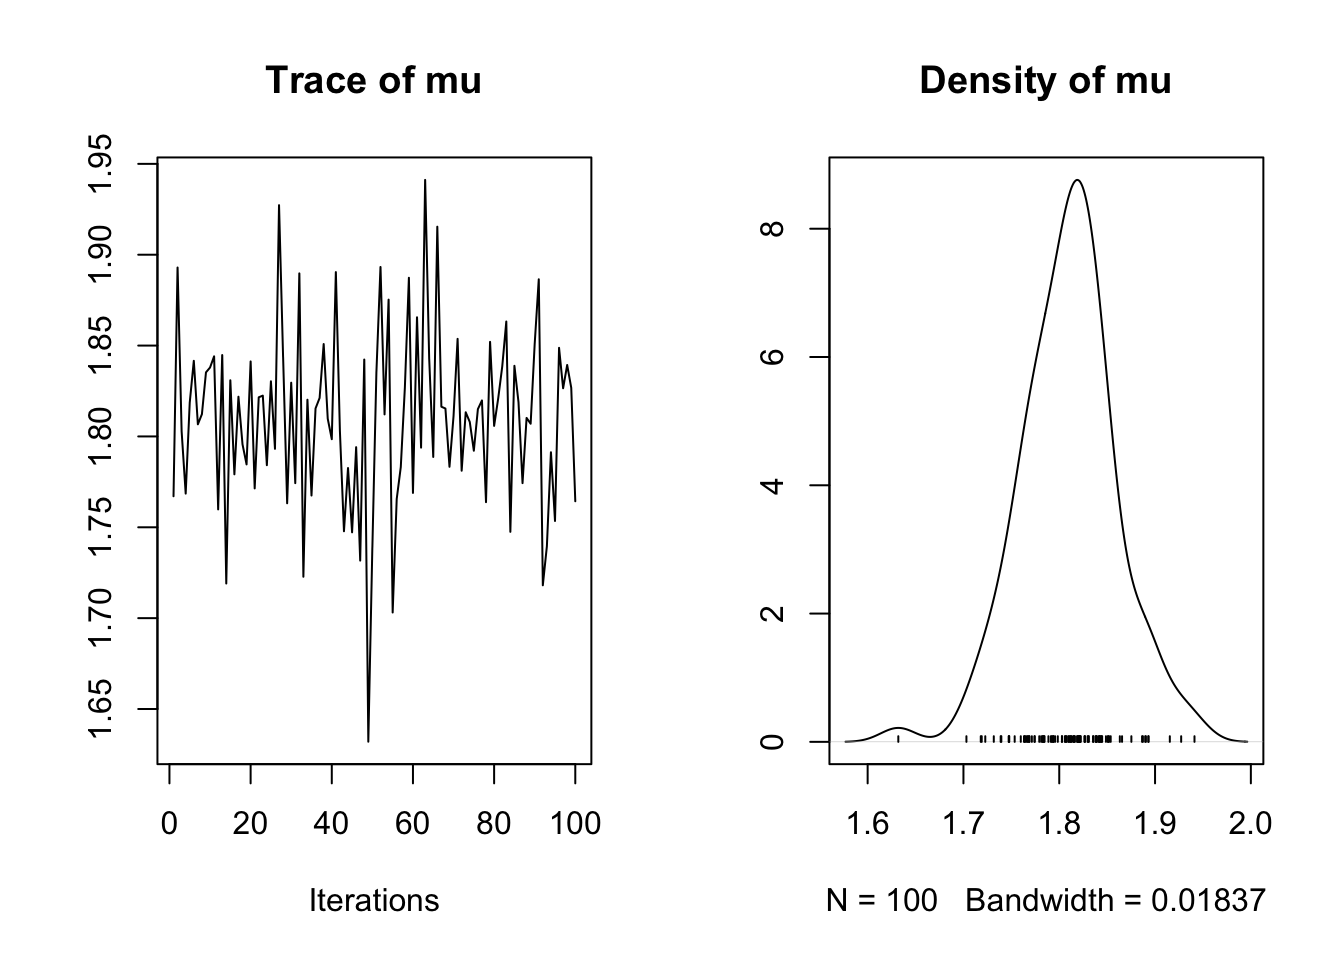 Trace of mu
1.95
1.90
1.85
1.80
1.75
1.70
1.65
0 20 40 60 80 100
Iterations
Density of mu
8
6
4
2
0
1.6 1.7 1.8 1.9 2.0
N = 100 Bandwidth = 0.01837